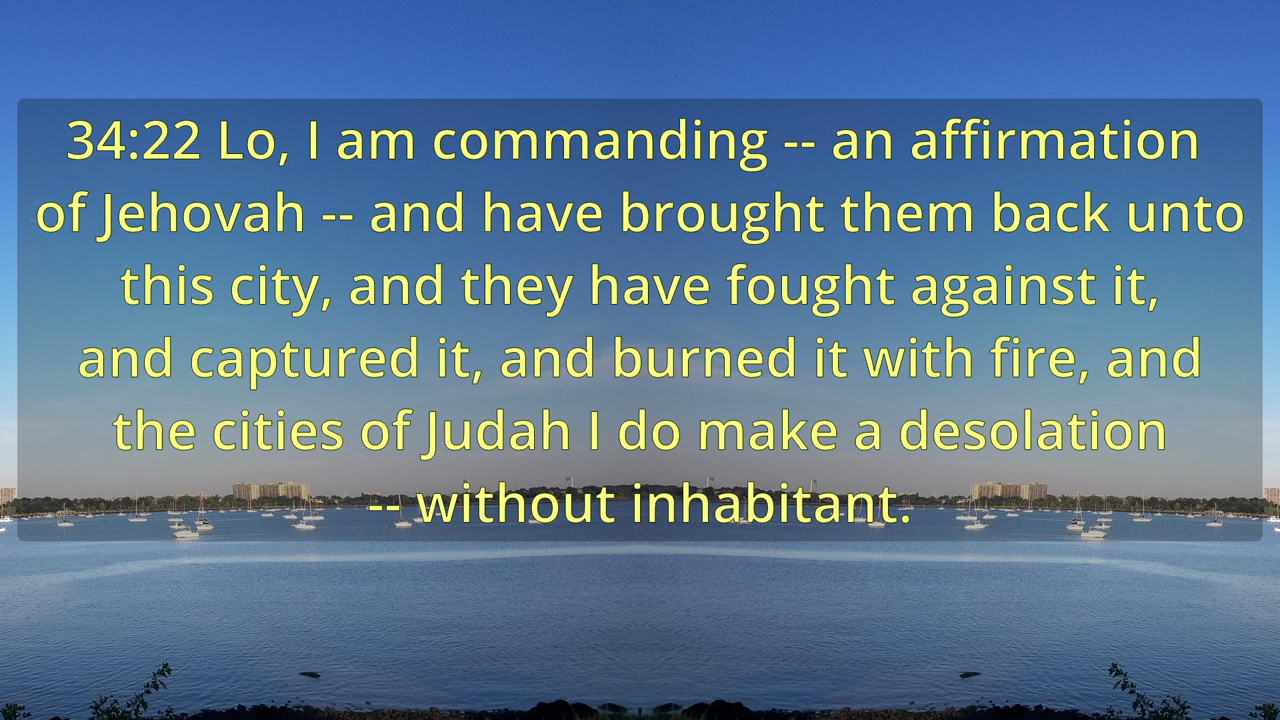 34:22 Lo, I am commanding -- an affirmation
of Jehovah -- and have brought them back unto
this city, and they have fought against it,
and captured it, and burned it with fire, and
the cities of Judah I do make a desolation
-- without inhabitant.